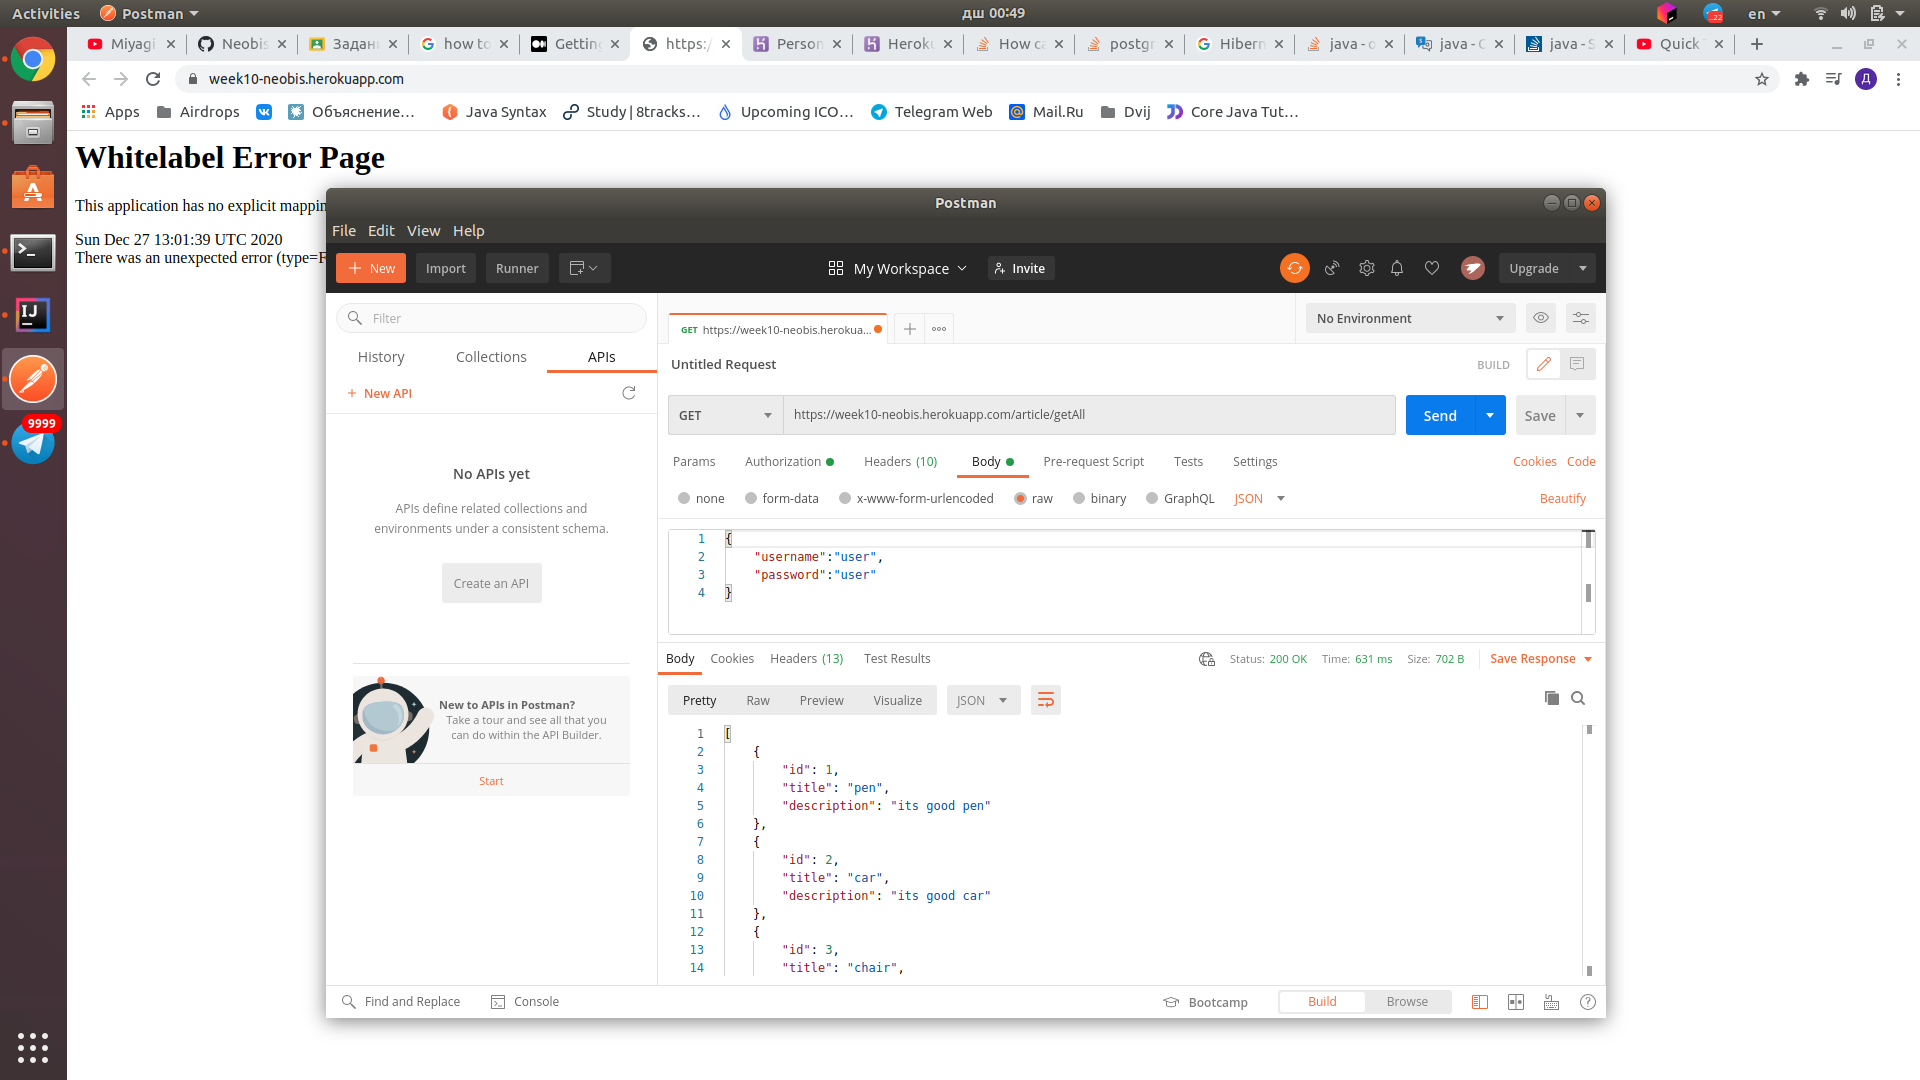 Activities
Postman
дш 00:49
22
en
Miyagi
Neobis
Задан
how to
Getting
https:/
Person
Heroku
How ca
postgr
Hibern
java - o
java - C
java - S
Quick
week10-neobis.herokuapp.com
Д
Apps
Airdrops
Объяснение…
Java Syntax
Study | 8tracks…
Upcoming ICO…
Telegram Web
Mail.Ru
Dvij
Core Java Tut…
Whitelabel Error Page
This application has no explicit mappin
Sun Dec 27 13:01:39 UTC 2020
There was an unexpected error (type=F
9999
Postman
File Edit View Help
New
Import
Runner
My Workspace
Invite
Upgrade
Filter
History
Collections
APIs
+ New API
No APIs yet
APIs define related collections and
environments under a consistent schema.
Create an API
New to APIs in Postman?
Take a tour and see all that you
can do within the API Builder.
Start
GET https://week10-neobis.herokua...
No Environment
Untitled Request
BUILD
GET
https://week10-neobis.herokuapp.com/article/getAll
Send
Save
Params
Authorization
Headers (10)
Body
Pre-request Script
Tests
Settings
Cookies Code
none
form-data
x-www-form-urlencoded
raw
binary
GraphQL
JSON
Beautify
1 {
2 "username":"user",
3 "password":"user"
4 }
Body
Cookies
Headers (13)
Test Results
Status: 200 OK
Time: 631 ms
Size: 702 B
Save Response
Pretty
Raw
Preview
Visualize
JSON
1 [
2 {
3 "id": 1,
4 "title": "pen",
5 "description": "its good pen"
6 },
7 {
8 "id": 2,
9 "title": "car",
10 "description": "its good car"
11 },
12 {
13 "id": 3,
14 "title": "chair",
Find and Replace
Console
Bootcamp
Build
Browse